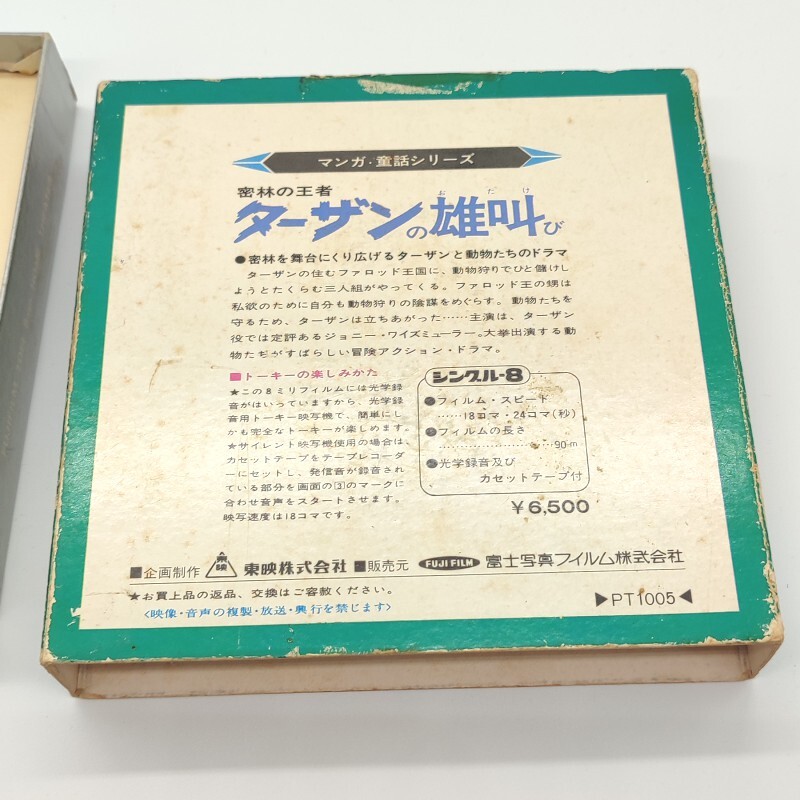 マンガ・童話シリーズ
密林の王者
ターザンの雄叫び
おたけ
●密林を舞台にくり広げるターザンと動物たちのドラマ
ターザンの住むファロッド王国に、動物狩りでひと儲けし
ようとたくらむ三人組がやってくる。ファロッド王の甥は
私欲のために自分も動物狩りの陰謀をめぐらす。動物たちを
守るため、ターザンは立ちあがった……主演は、ターザン
役では定評あるジョニー・ワイズミューラー。大挙出演する動
物たちがすばらしい冒険アクション・ドラマ。
■トーキーの楽しみかた
★この8ミリフィルムには光学録
音がはいっていますから、光学録
音用トーキー映写機で、簡単にし
かも完全なトーキーが楽しめます。
★サイレント映写機使用の場合は、
カセットテープをテープレコーダ
ーにセットし、発信音が録音され
ている部分を画面の③のマークに
合わせ音声をスタートさせます。
映写速度は18コマです。
シングル-8
●フィルム・スピード
……18コマ・24コマ(秒)
●フィルムの長さ
……90m
●光学録音及び
カセットテープ付
¥6,500
■企画制作 東映 東映株式会社 ■販売元 FUJI FILM 富士写真フイルム株式会社
★お買上品の返品、交換はご容赦ください。
<映像・音声の複製・放送・興行を禁じます>
▶PT1005◀